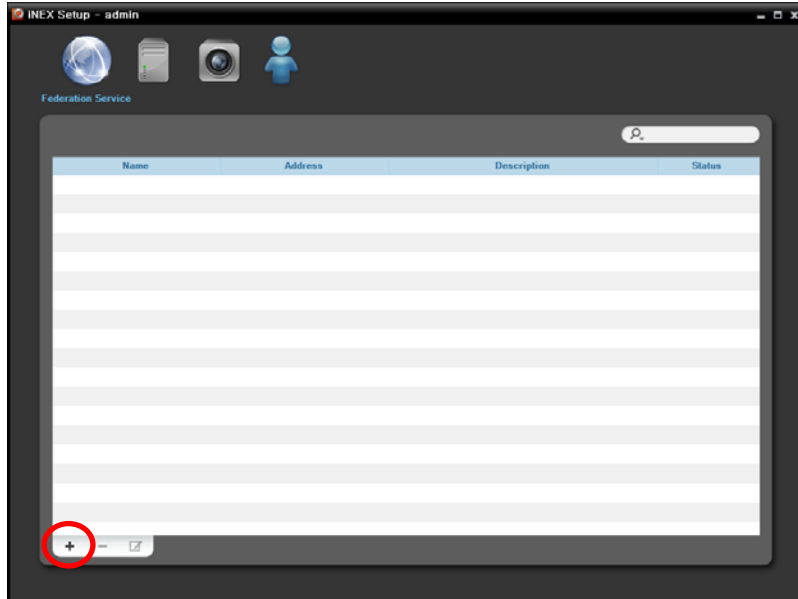 iNEX Setup - admin
Federation Service
Name Address Description Status